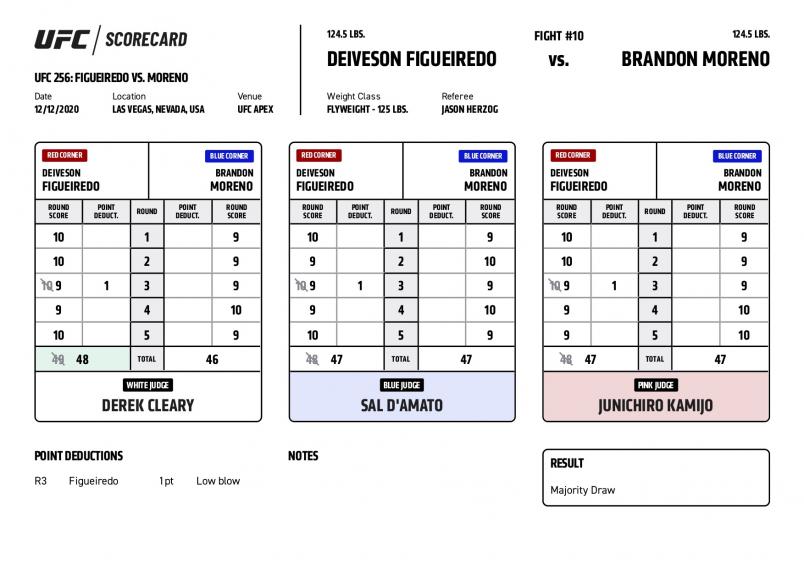 UFC / SCORECARD
UFC 256: FIGUEIREDO VS. MORENO
Date Location Venue
12/12/2020 LAS VEGAS, NEVADA, USA UFC APEX
124.5 LBS. FIGHT #10 124.5 LBS.
DEIVESON FIGUEIREDO VS. BRANDON MORENO
Weight Class Referee
FLYWEIGHT - 125 LBS. JASON HERZOG
RED CORNER BLUE CORNER
DEIVESON BRANDON
FIGUEIREDO MORENO
ROUND SCORE POINT DEDUCT. ROUND POINT DEDUCT. ROUND SCORE
10 1 9
10 2 9
10 9 1 3 9
9 4 10
10 5 9
49 48 TOTAL 46
WHITE JUDGE
DEREK CLEARY
RED CORNER BLUE CORNER
DEIVESON BRANDON
FIGUEIREDO MORENO
ROUND SCORE POINT DEDUCT. ROUND POINT DEDUCT. ROUND SCORE
10 1 9
9 2 10
10 9 1 3 9
9 4 10
10 5 9
48 47 TOTAL 47
BLUE JUDGE
SAL D'AMATO
RED CORNER BLUE CORNER
DEIVESON BRANDON
FIGUEIREDO MORENO
ROUND SCORE POINT DEDUCT. ROUND POINT DEDUCT. ROUND SCORE
10 1 9
10 2 9
10 9 1 3 9
9 4 10
9 5 10
48 47 TOTAL 47
PINK JUDGE
JUNICHIRO KAMIJO
POINT DEDUCTIONS
R3 Figueiredo 1 pt Low blow
NOTES
RESULT
Majority Draw